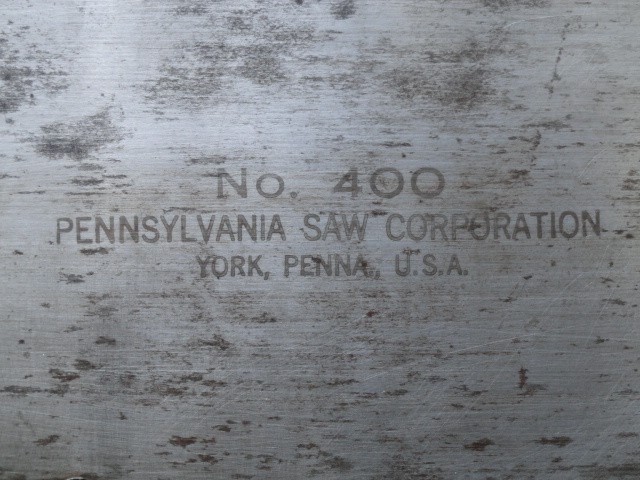 No. 400
PENNSYLVANIA SAW CORPORATION
YORK, PENNA., U.S.A.